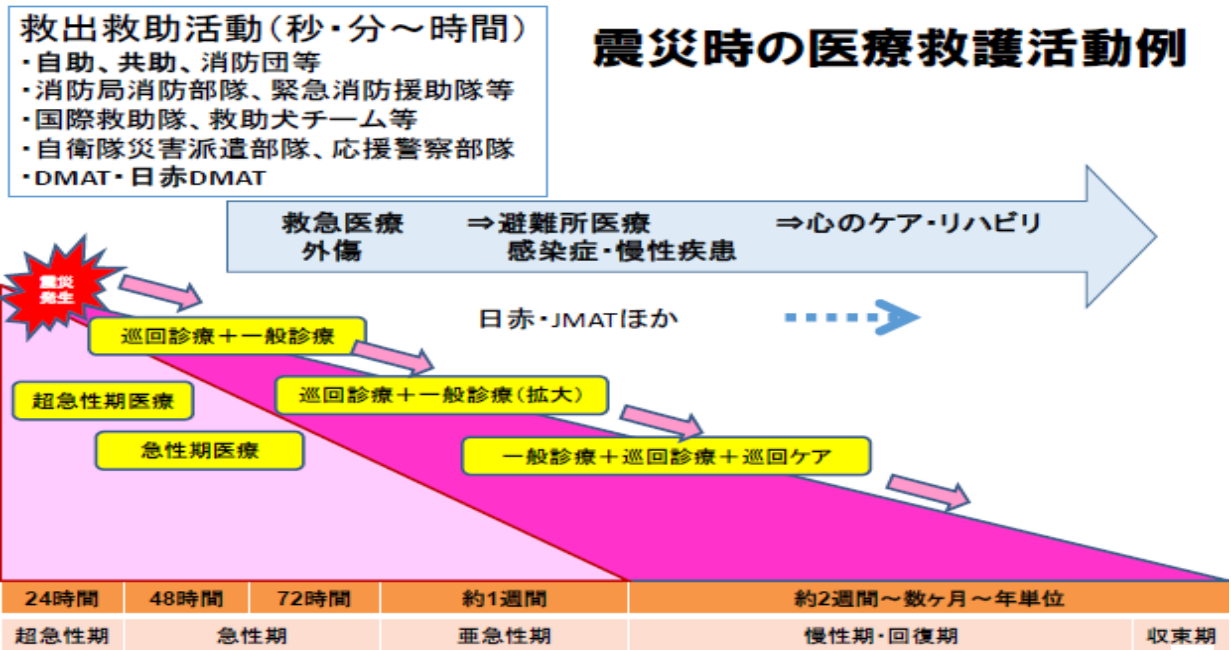 救出救助活動(秒・分～時間)
・自助、共助、消防団等
・消防局消防部隊、緊急消防援助隊等
・国際救助隊、救助犬チーム等
・自衛隊災害派遣部隊、応援警察部隊
・DMAT・日赤DMAT
震災時の医療救護活動例
救急医療 ⇒避難所医療 ⇒心のケア・リハビリ
外傷 感染症・慢性疾患
震災
発生
日赤・JMATほか
巡回診療＋一般診療
超急性期医療
巡回診療＋一般診療(拡大)
急性期医療
一般診療＋巡回診療＋巡回ケア
24時間 48時間 72時間 約1週間 約2週間～数ヶ月～年単位
超急性期 急性期 亜急性期 慢性期・回復期 収束期